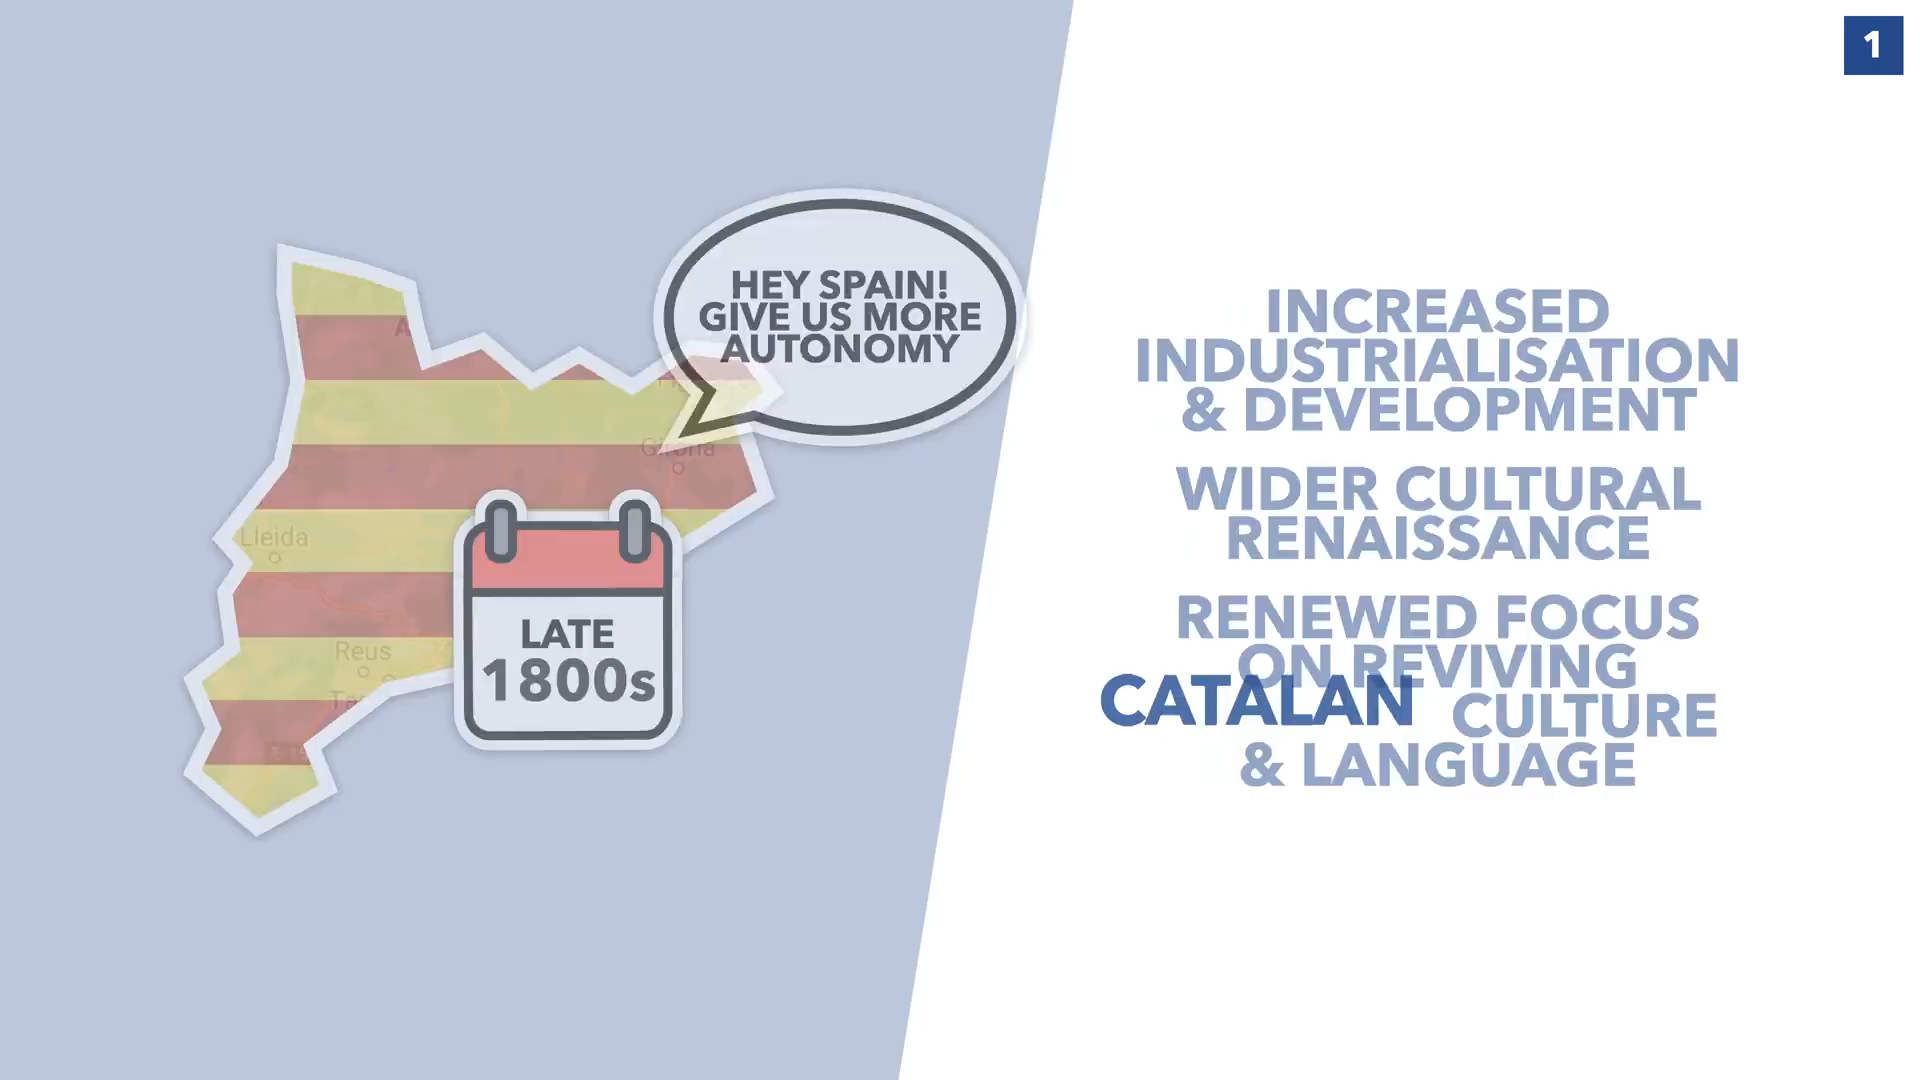 1
HEY SPAIN!
GIVE US MORE
AUTONOMY
Girona
Lleida
Reus
LATE
1800s
INCREASED
INDUSTRIALISATION
& DEVELOPMENT
WIDER CULTURAL
RENAISSANCE
RENEWED FOCUS
ON REVIVING
CATALAN CULTURE
& LANGUAGE